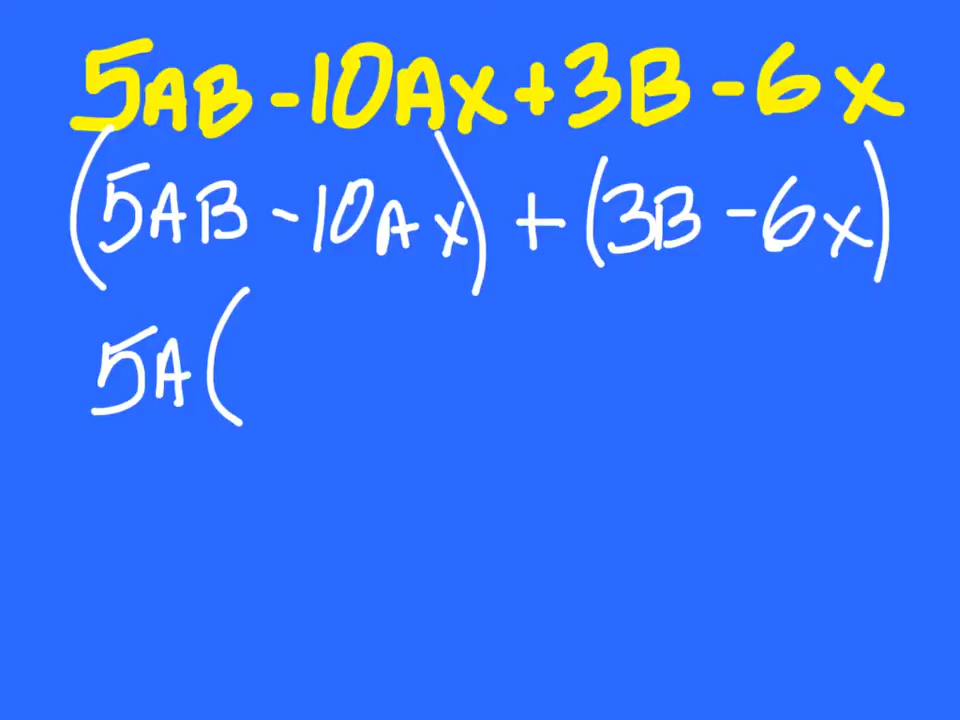 5AB - 10AX + 3B - 6X
(5AB - 10AX) + (3B - 6X)
5A(